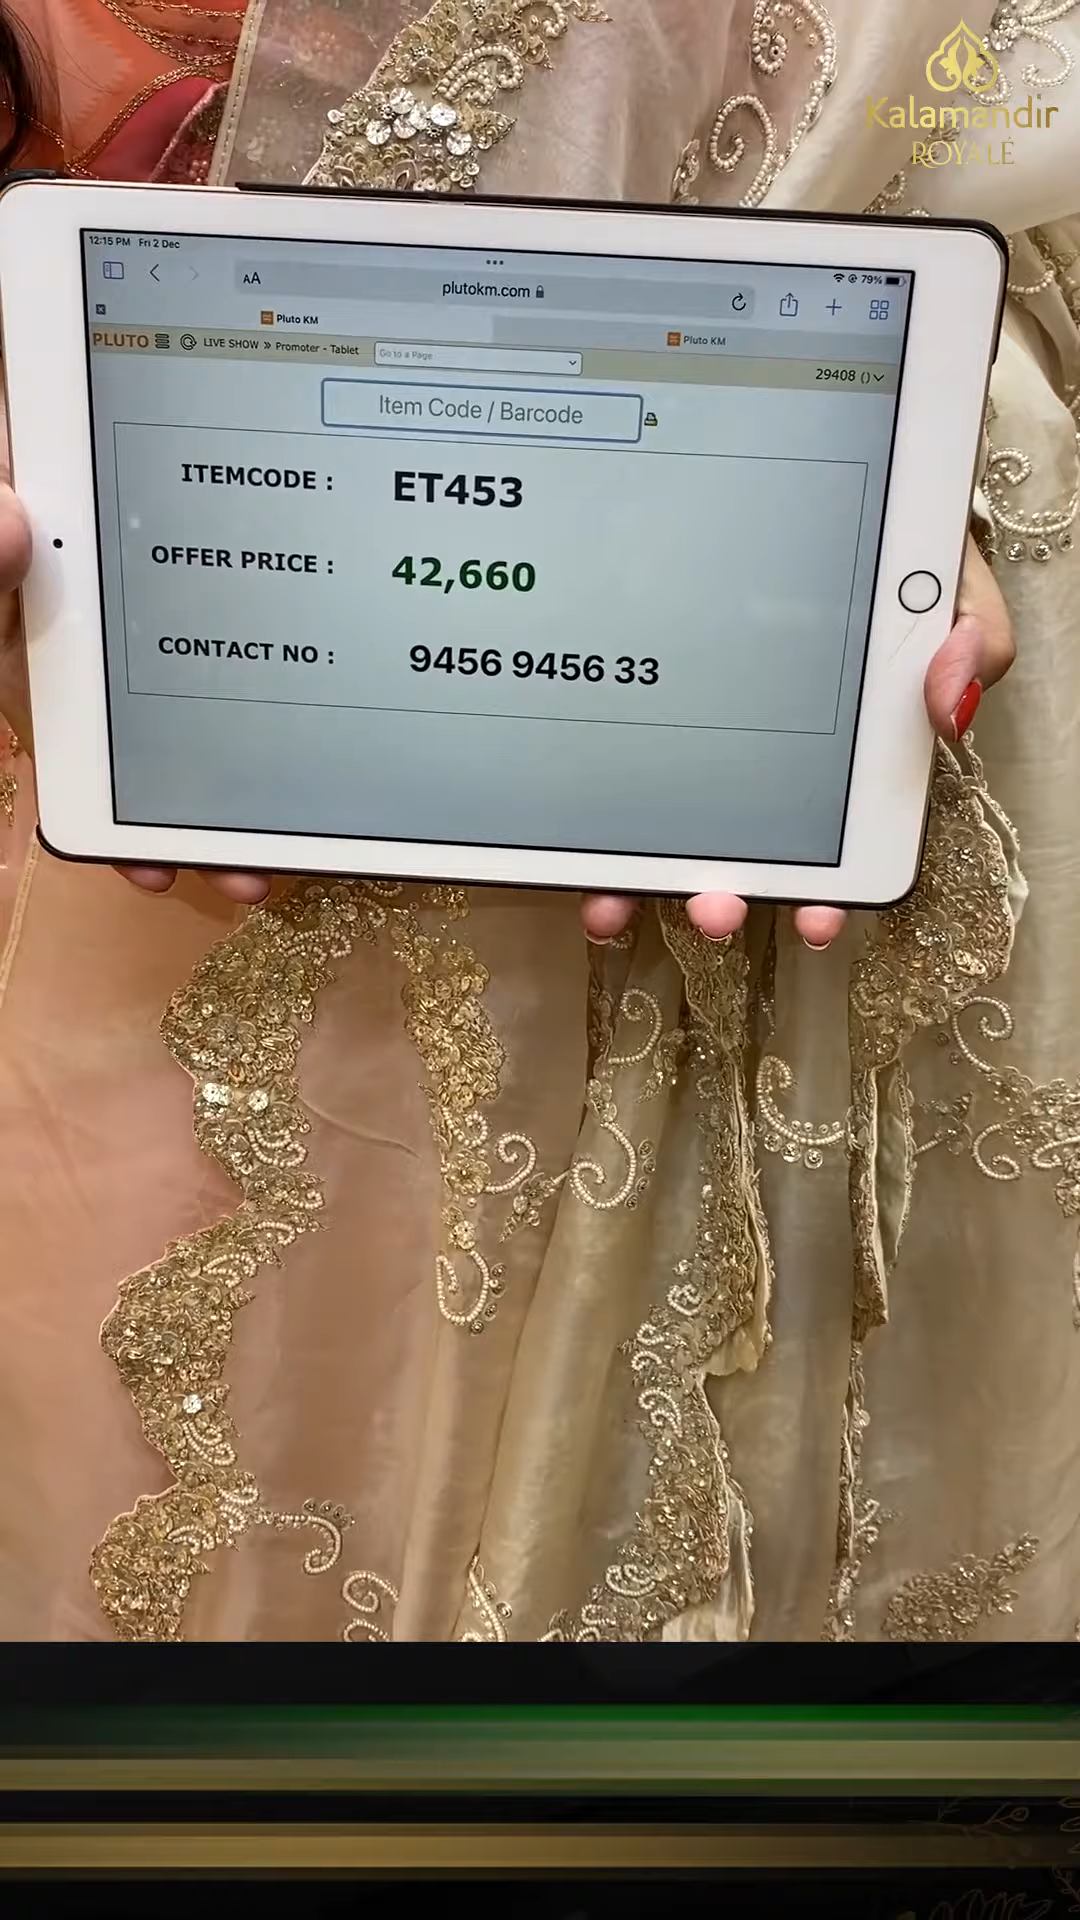 Kalamandir
ROYALÉ
12:15 PM Fri 2 Dec
79%
AA
plutokm.com
Pluto KM
Pluto KM
PLUTO LIVE SHOW » Promoter - Tablet
Go to a Page
29408 ()
Item Code / Barcode
ITEMCODE : ET453
OFFER PRICE : 42,660
CONTACT NO : 9456 9456 33